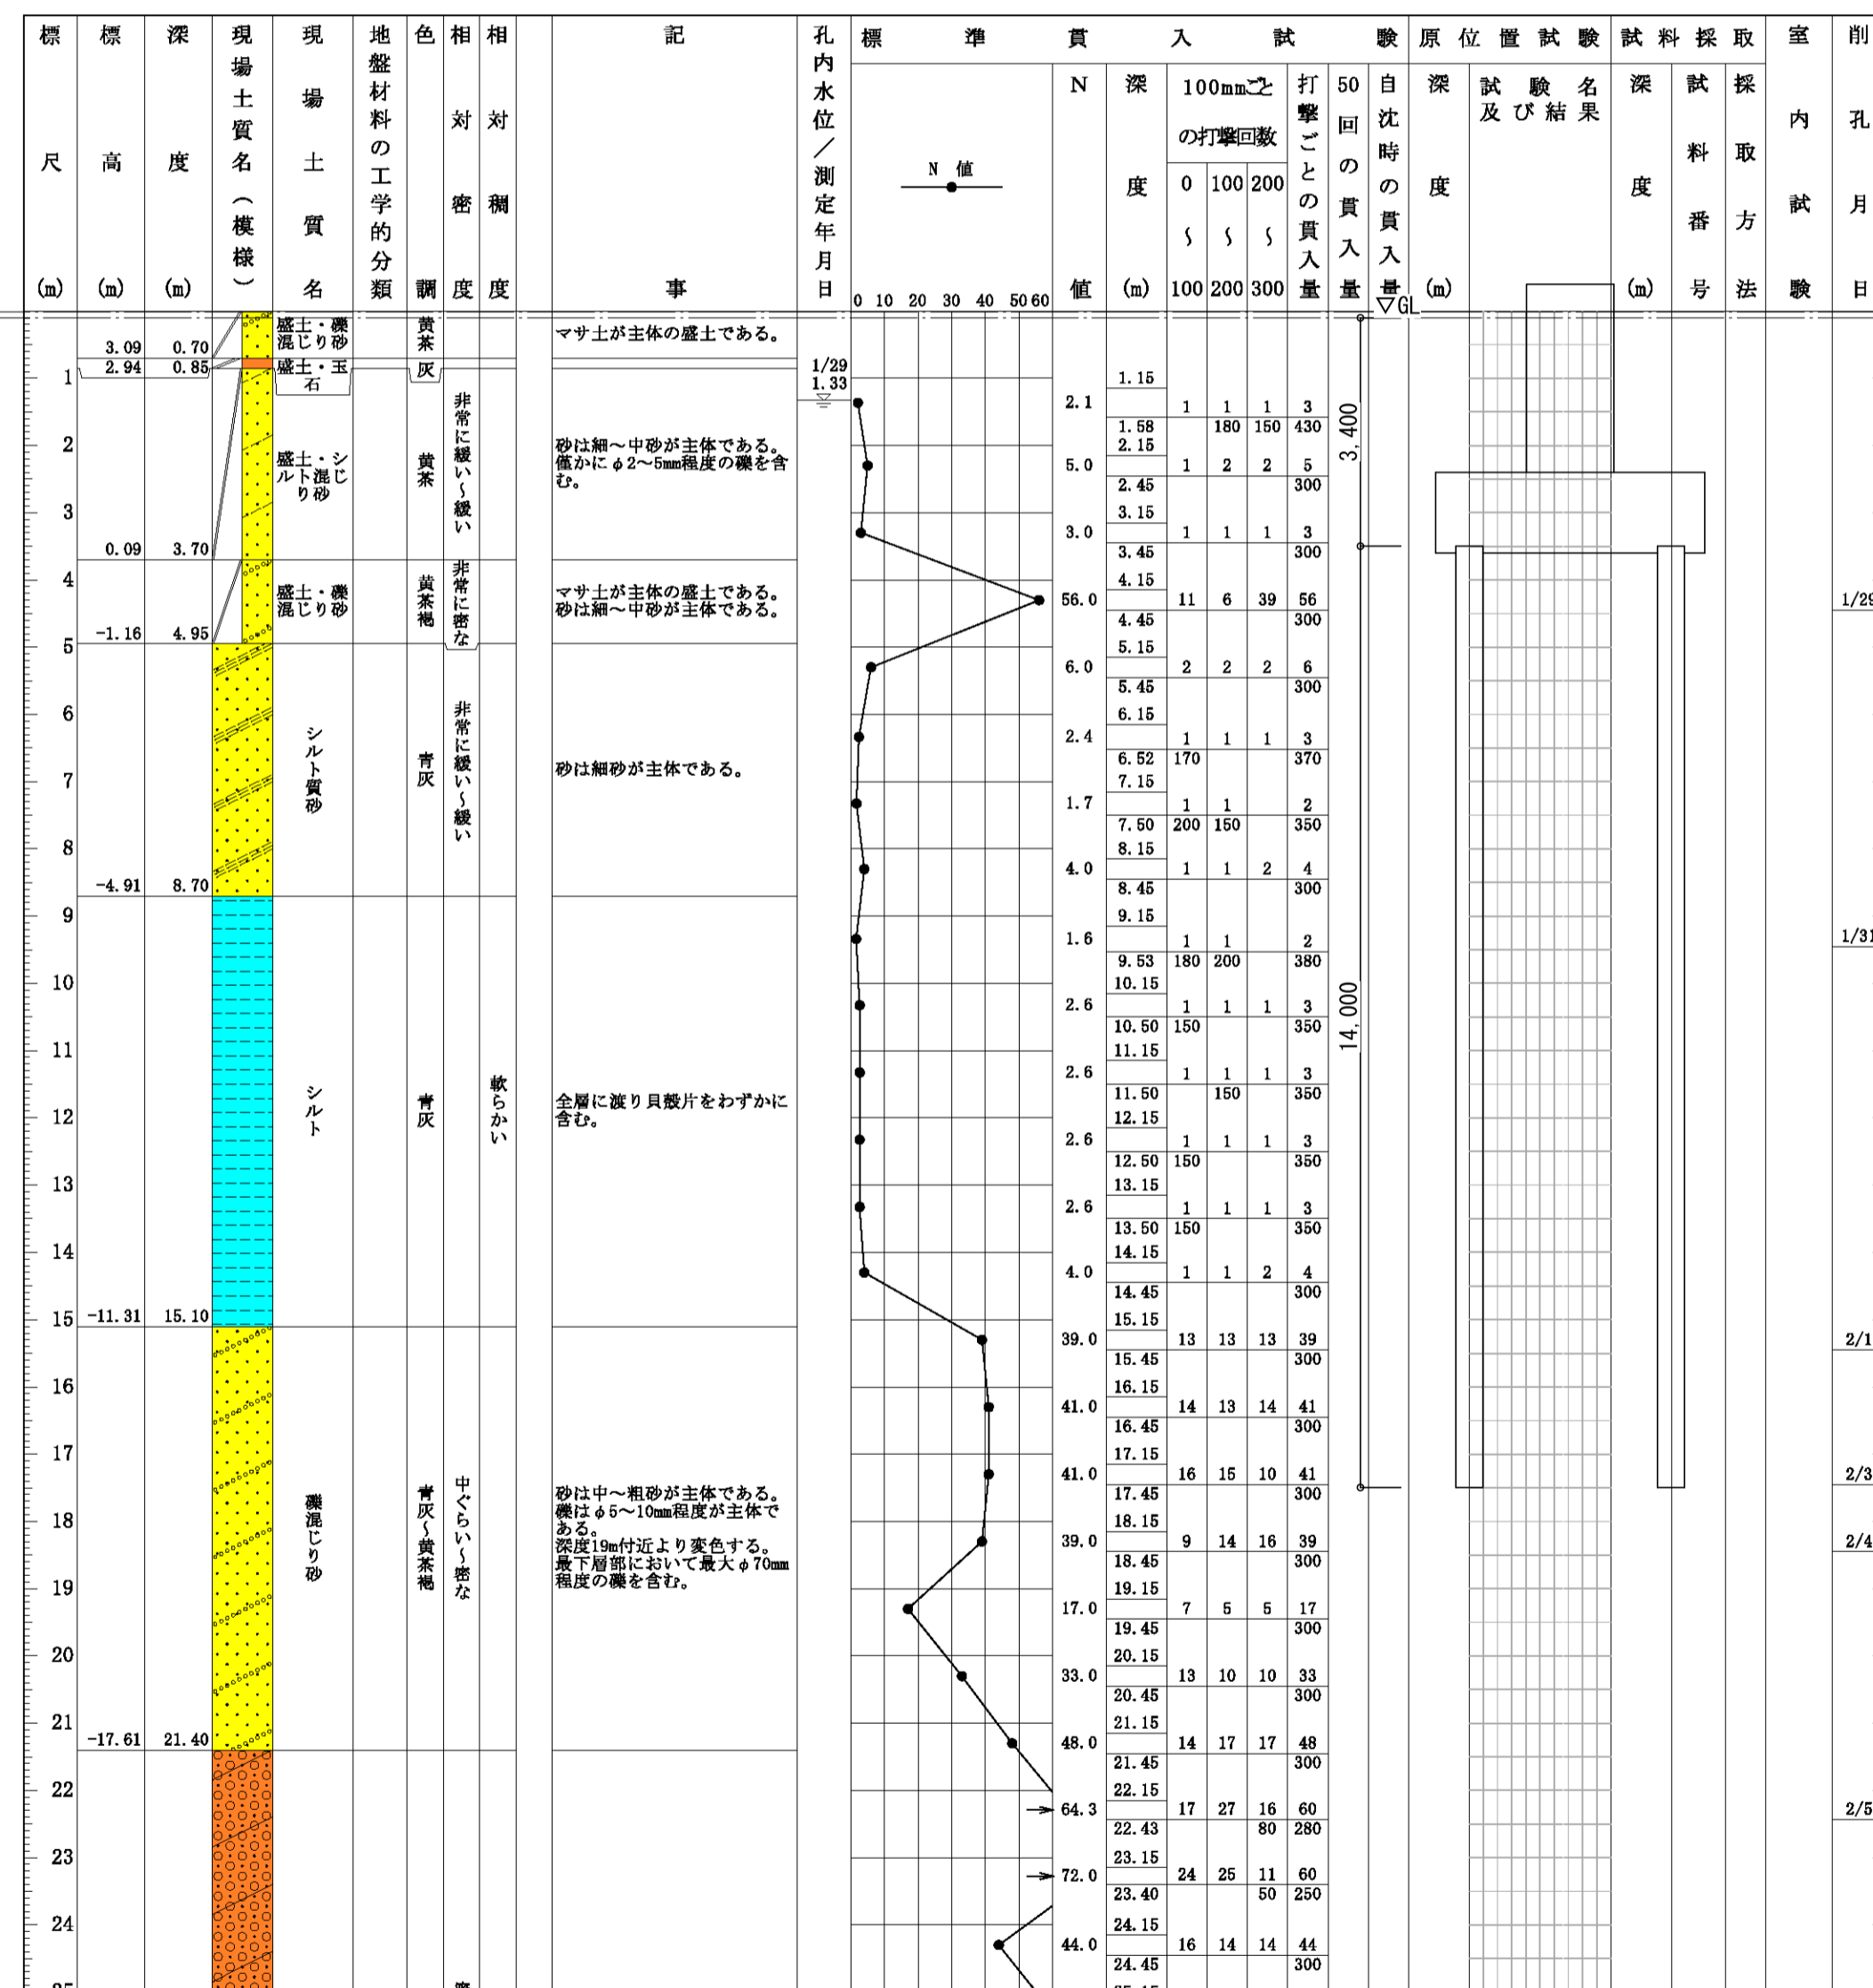 標尺(m)
標高(m)
深度(m)
現場土質名(模様)
現場土質名
地盤材料の工学的分類
色調
相対密度
相対稠度
記事
孔内水位/測定年月日
標準貫入試験
N値
0 10 20 30 40 50 60
N値
深度(m)
100mmごと
の打撃回数
0 100 200
~ ~ ~
100 200 300
打撃ごとの貫入量
50回の貫入量
自沈時の貫入量
原位置試験
深度(m)
試験名
及び結果
試料採取
深度(m)
試料番号
採取方法
室内試験
削孔月日
▽GL
3.09 0.70
盛土・礫
混じり砂
黄茶
マサ土が主体の盛土である。
2.94 0.85
盛土・玉
石
灰
1/29
1.33
1
1.15
2.1 1 1 1 3
1.58 180 150 430
盛土・シ
ルト混じ
り砂
黄茶
非常に緩い~緩い
砂は細~中砂が主体である。
僅かにφ2~5mm程度の礫を含
む。
3,400
2
2.15
5.0 1 2 2 5
2.45 300
3
3.15
3.0 1 1 1 3
3.45 300
0.09 3.70
盛土・礫
混じり砂
黄茶褐
非常に密な
マサ土が主体の盛土である。
砂は細~中砂が主体である。
4
4.15
56.0 11 6 39 56
1/29
4.45 300
-1.16 4.95
5
5.15
6.0 2 2 2 6
5.45 300
6
6.15
2.4 1 1 1 3
6.52 170 370
シルト質砂
青灰
非常に緩い~緩い
砂は細砂が主体である。
7
7.15
1.7 1 1 2
7.50 200 150 350
8
8.15
4.0 1 1 2 4
8.45 300
-4.91 8.70
9
9.15
1.6 1 1 2
1/31
9.53 180 200 380
10
10.15
2.6 1 1 1 3
10.50 150 350
14,000
11
11.15
2.6 1 1 1 3
11.50 150 350
シルト
青灰
軟らかい
全層に渡り貝殻片をわずかに
含む。
12
12.15
2.6 1 1 1 3
12.50 150 350
13
13.15
2.6 1 1 1 3
13.50 150 350
14
14.15
4.0 1 1 2 4
14.45 300
-11.31 15.10
15
15.15
39.0 13 13 13 39
2/1
15.45 300
16
16.15
41.0 14 13 14 41
16.45 300
17
17.15
41.0 16 15 10 41
2/3
17.45 300
礫混じり砂
青灰~黄茶褐
中ぐらい~密な
砂は中~粗砂が主体である。
礫はφ5~10mm程度が主体で
ある。
深度19m付近より変色する。
最下層部において最大φ70mm
程度の礫を含む。
18
18.15
39.0 9 14 16 39
2/4
18.45 300
19
19.15
17.0 7 5 5 17
19.45 300
20
20.15
33.0 13 10 10 33
20.45 300
21
21.15
48.0 14 17 17 48
21.45 300
-17.61 21.40
22
22.15
64.3 17 27 16 60
2/5
22.43 80 280
23
23.15
72.0 24 25 11 60
23.40 50 250
24
24.15
44.0 16 14 14 44
24.45 300